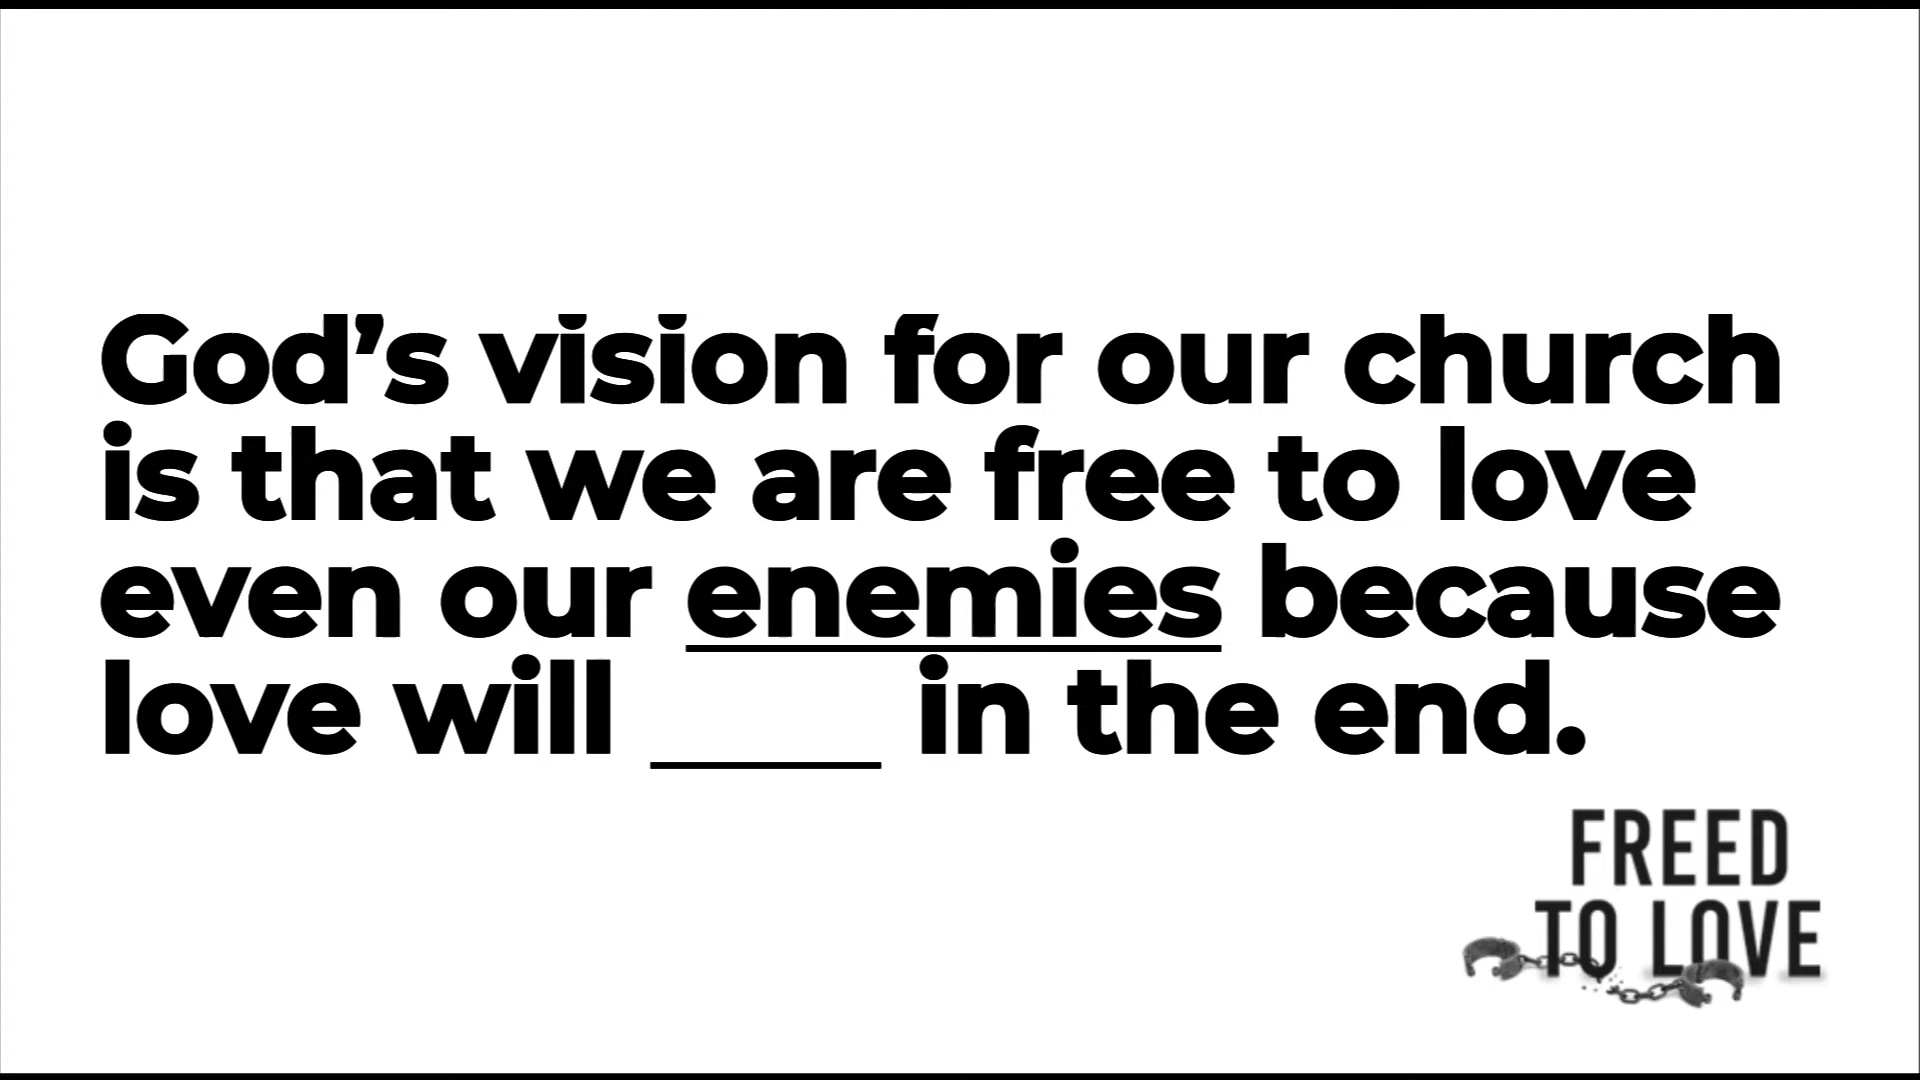 God’s vision for our church
is that we are free to love
even our enemies because
love will ____ in the end.
FREED
TO LOVE